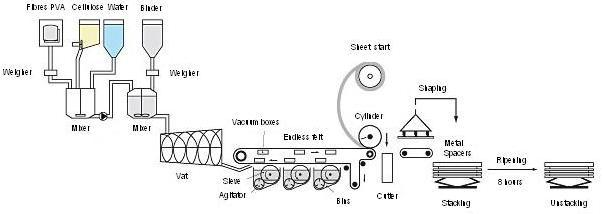 Fibres PVA
Cellulose
Water
Binder
Weigher
Weigher
Mixer
Mixer
Vat
Vacuum boxes
Endless felt
Sieve
Agitator
Bins
Sheet start
Cylinder
Cutter
Shaping
Metal
Spacers
Stacking
Ripening
8 hours
Unstacking